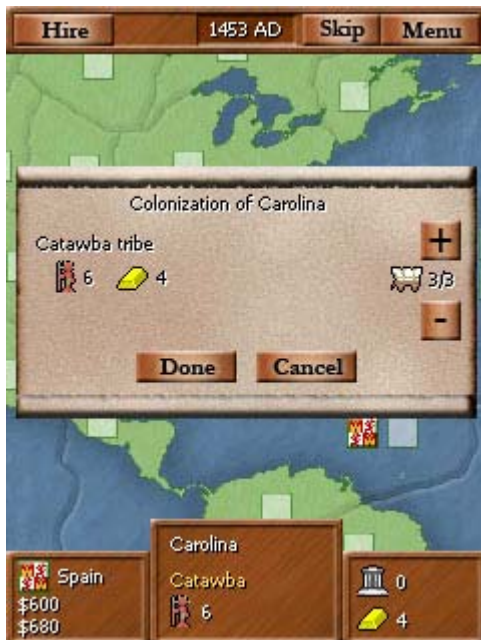 Hire 1453 AD Skip Menu
Colonization of Carolina
Catawba tribe
6 4 3/3
+
-
Done Cancel
Carolina
Spain Catawba 0
$600 6
$680 4